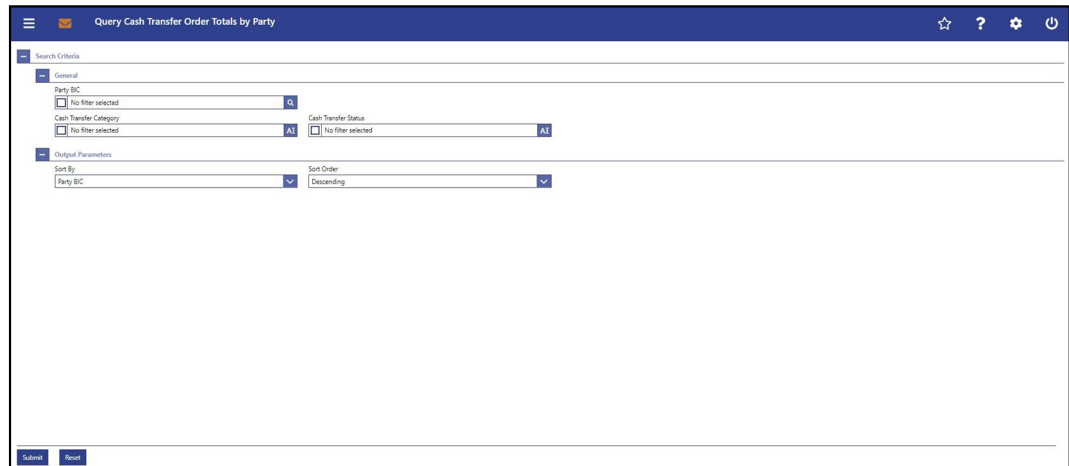 Query Cash Transfer Order Totals by Party
Search Criteria
General
Party BIC
No filter selected
Cash Transfer Category Cash Transfer Status
No filter selected No filter selected
Output Parameters
Sort By Sort Order
Party BIC Descending
Submit Reset